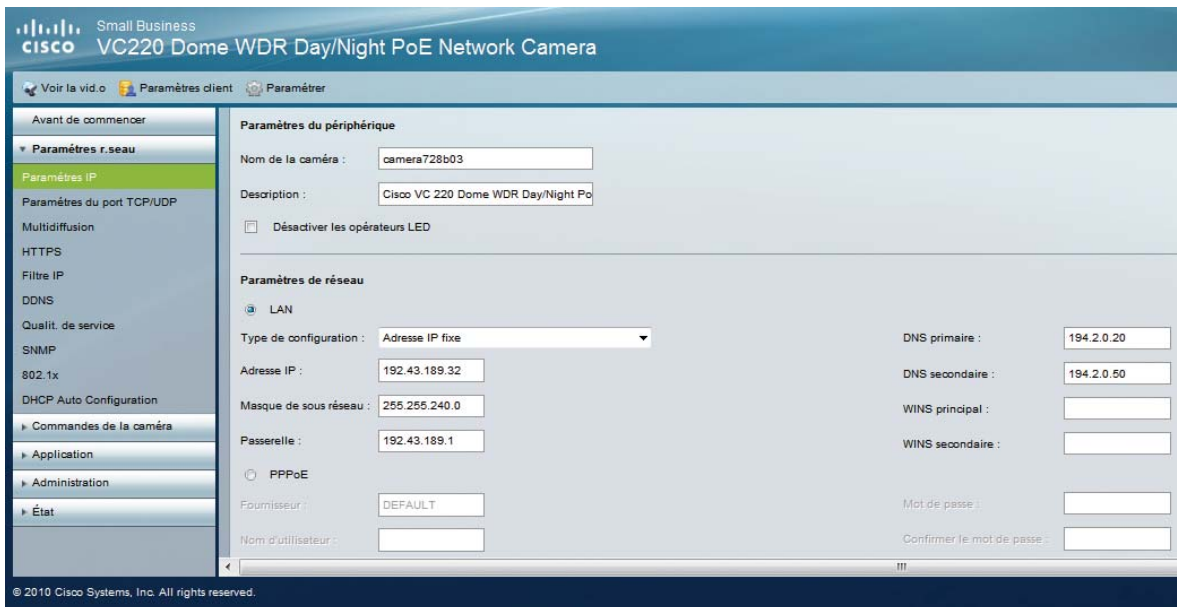 Small Business
CISCO VC220 Dome WDR Day/Night PoE Network Camera
Voir la vid.o Paramètres client Paramétrer
Avant de commencer
Paramétres r.seau
Paramétres IP
Paramétres du port TCP/UDP
Multidiffusion
HTTPS
Filtre IP
DDNS
Qualit. de service
SNMP
802.1x
DHCP Auto Configuration
Commandes de la caméra
Application
Administration
État
Paramètres du périphérique
Nom de la caméra : camera728b03
Description : Cisco VC 220 Dome WDR Day/Night Po
Désactiver les opérateurs LED
Paramètres de réseau
LAN
Type de configuration : Adresse IP fixe
Adresse IP : 192.43.189.32
Masque de sous réseau : 255.255.240.0
Passerelle : 192.43.189.1
PPPoE
Fournisseur : DEFAULT
Nom d'utilisateur :
DNS primaire : 194.2.0.20
DNS secondaire : 194.2.0.50
WINS principal :
WINS secondaire :
Mot de passe :
Confirmer le mot de passe :
© 2010 Cisco Systems, Inc. All rights reserved.